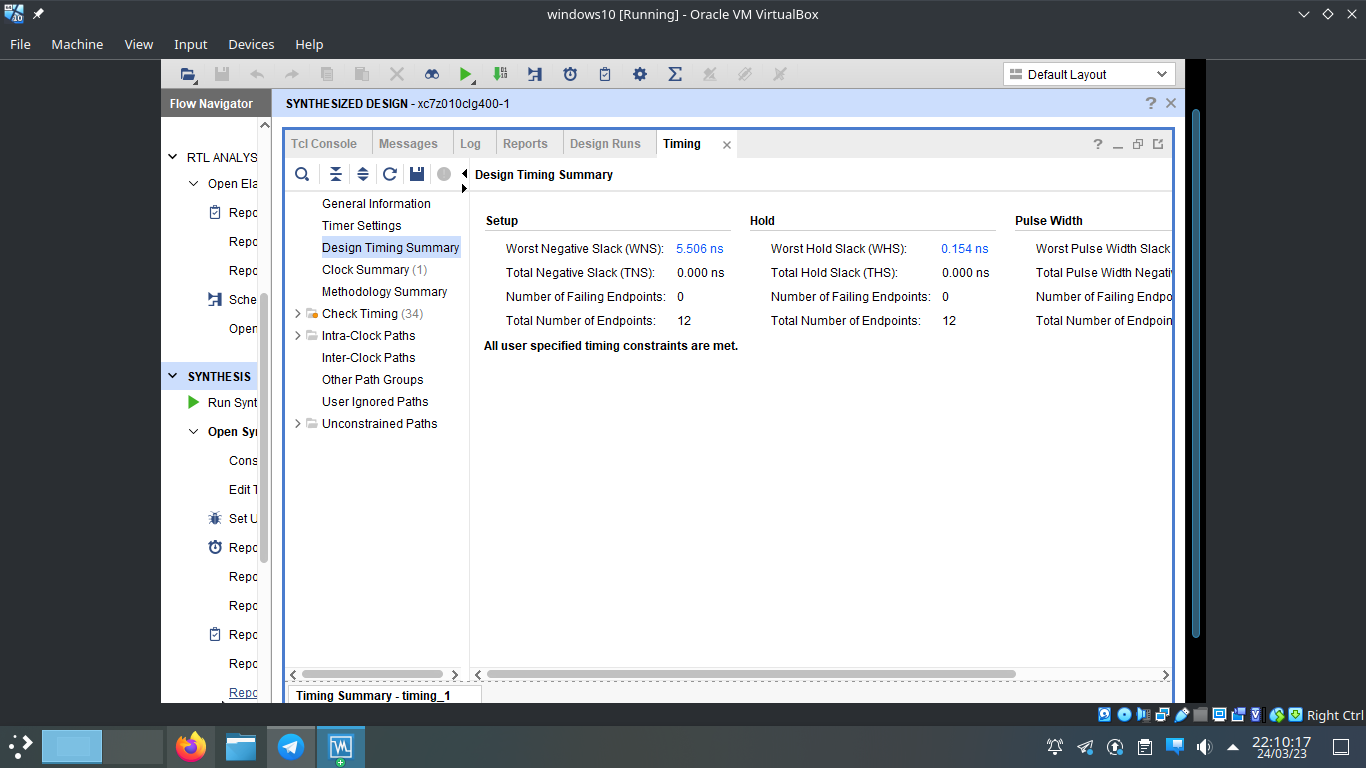 windows10 [Running] - Oracle VM VirtualBox
File Machine View Input Devices Help
Default Layout
Flow Navigator
SYNTHESIZED DESIGN - xc7z010clg400-1
?
Tcl Console Messages Log Reports Design Runs Timing
?
RTL ANALYS
Open Ela
Repo
Repo
Repo
Sche
Open
SYNTHESIS
Run Synt
Open Syn
Cons
Edit T
Set U
Repo
Repo
Repo
Repo
Repo
Repo
General Information
Timer Settings
Design Timing Summary
Clock Summary (1)
Methodology Summary
Check Timing (34)
Intra-Clock Paths
Inter-Clock Paths
Other Path Groups
User Ignored Paths
Unconstrained Paths
Design Timing Summary
Setup
Worst Negative Slack (WNS): 5.506 ns
Total Negative Slack (TNS): 0.000 ns
Number of Failing Endpoints: 0
Total Number of Endpoints: 12
Hold
Worst Hold Slack (WHS): 0.154 ns
Total Hold Slack (THS): 0.000 ns
Number of Failing Endpoints: 0
Total Number of Endpoints: 12
Pulse Width
Worst Pulse Width Slack
Total Pulse Width Negati
Number of Failing Endpo
Total Number of Endpoin
All user specified timing constraints are met.
Timing Summary - timing_1
Right Ctrl
22:10:17
24/03/23